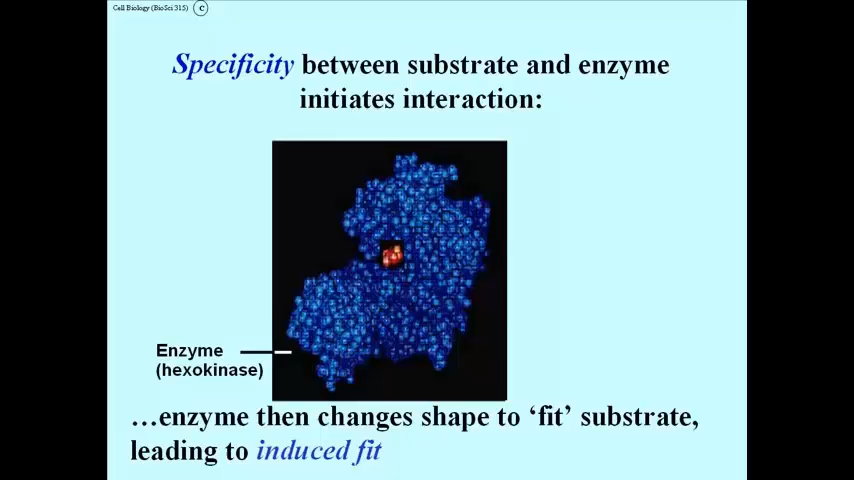 Cell Biology (BioSci 315) C
Specificity between substrate and enzyme
initiates interaction:
Enzyme
(hexokinase)
…enzyme then changes shape to ‘fit’ substrate,
leading to induced fit